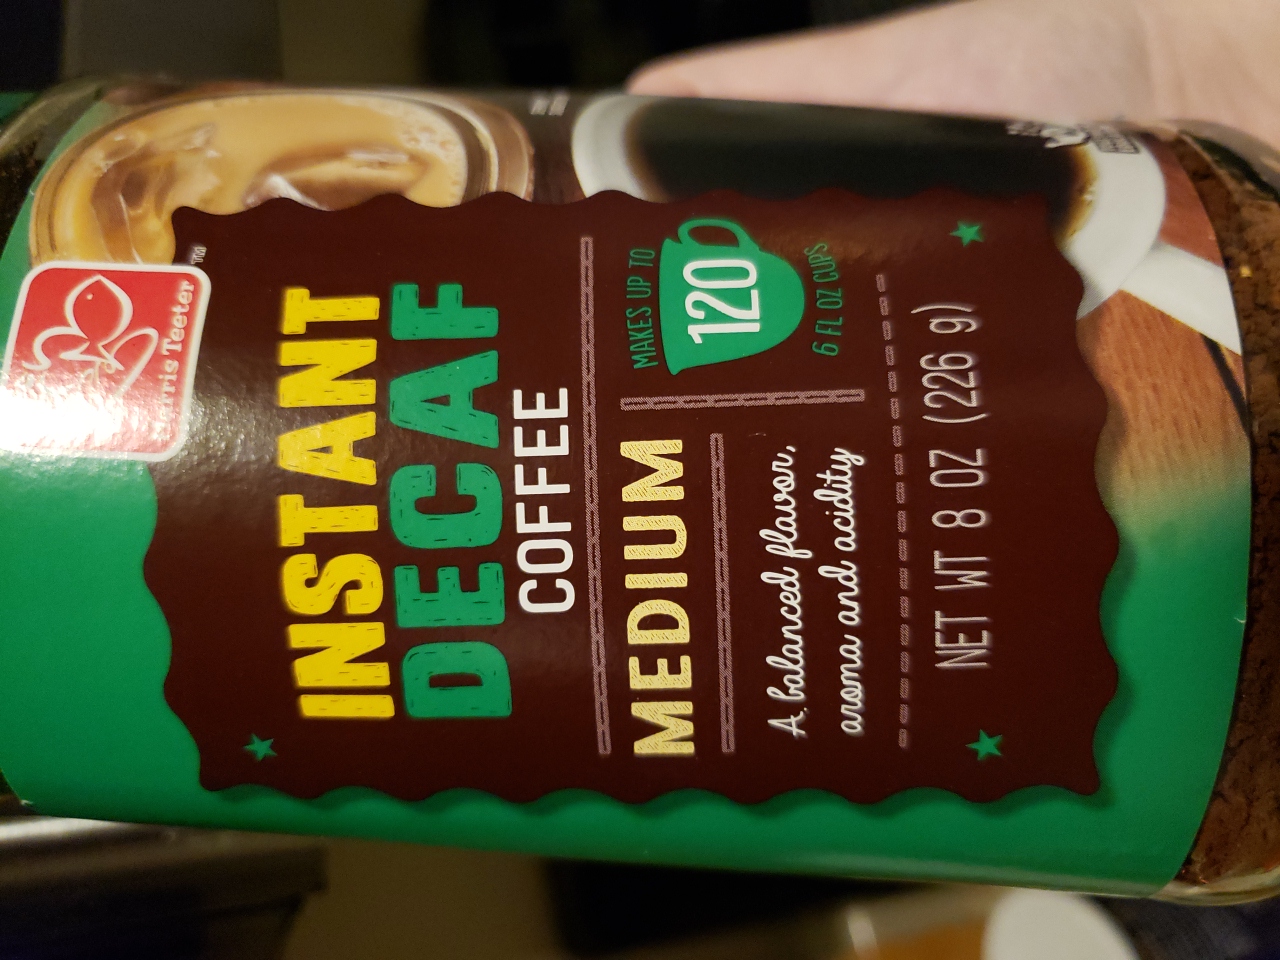 Harris Teeter
TM
INSTANT
DECAF
COFFEE
MEDIUM
A balanced flavor,
aroma and acidity
MAKES UP TO
120
6 FL OZ CUPS
NET WT 8 OZ (226 g)